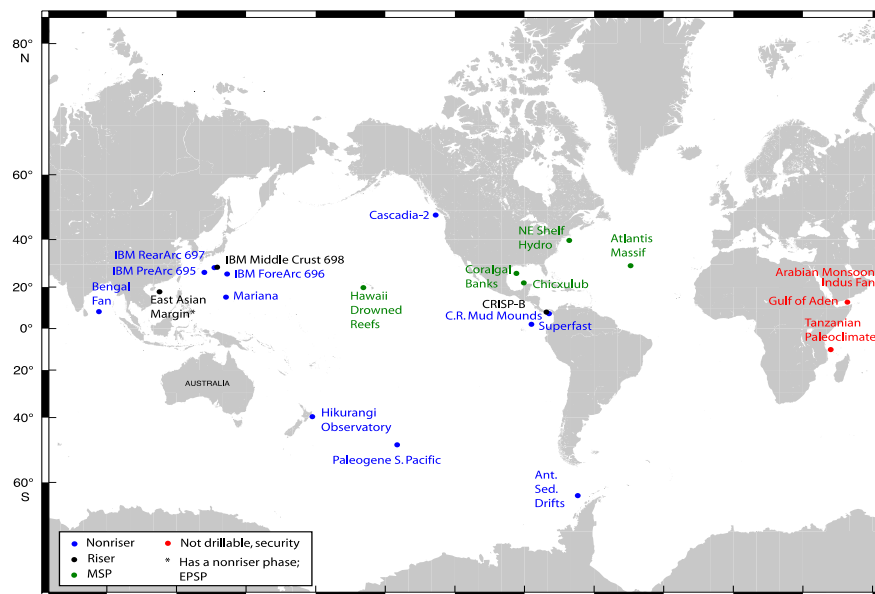 80°
N
60°
40°
20°
0°
20°
40°
60°
S
Cascadia-2
NE Shelf
Hydro
Atlantis
Massif
IBM RearArc 697
IBM Middle Crust 698
IBM PreArc 695
IBM ForeArc 696
Bengal
Fan
East Asian
Margin*
Mariana
Hawaii
Drowned
Reefs
Coralgal
Banks
Chicxulub
CRISP-B
C.R. Mud Mounds
Superfast
Arabian Monsoon
Indus Fan
Gulf of Aden
Tanzanian
Paleoclimate
AUSTRALIA
Hikurangi
Observatory
Paleogene S. Pacific
Ant.
Sed.
Drifts
Nonriser
Riser
MSP
Not drillable, security
* Has a nonriser phase;
EPSP